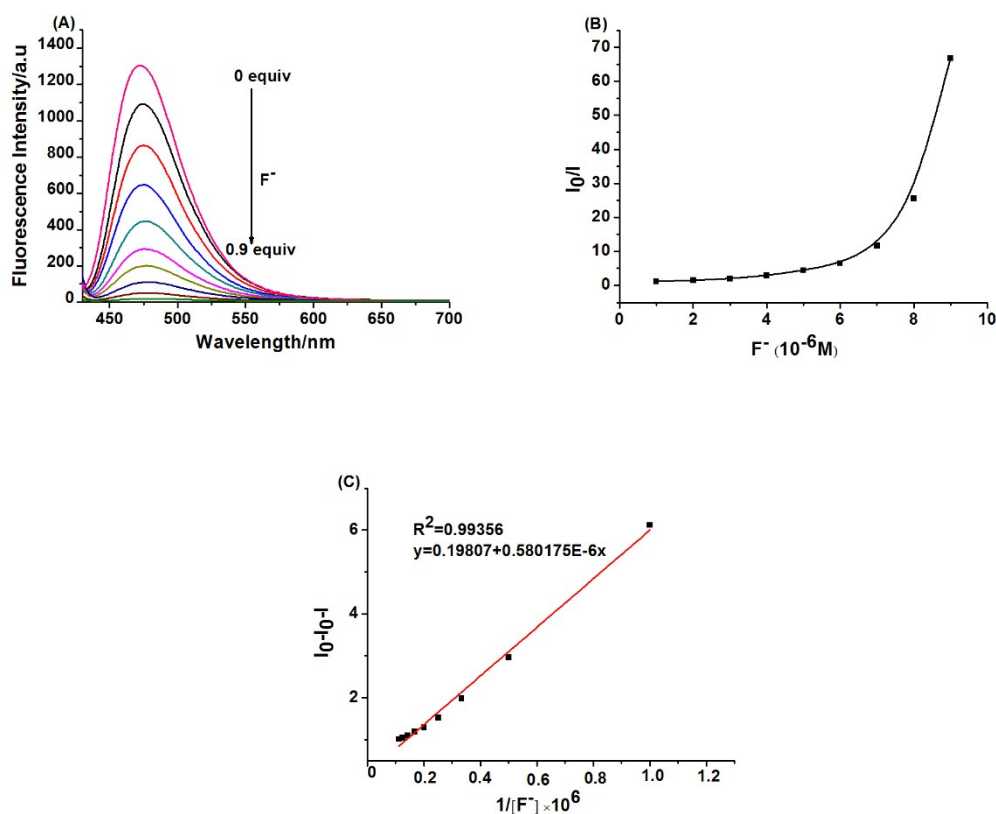 (A)
Fluorescence Intensity/a.u
1400
1200
1000
800
600
400
200
0
0 equiv
F⁻
0.9 equiv
450 500 550 600 650 700
Wavelength/nm
(B)
I₀/I
70
60
50
40
30
20
10
0
0 2 4 6 8 10
F⁻ (10⁻⁶M)
(C)
I₀-I₀-I
6
4
2
R²=0.99356
y=0.19807+0.580175E-6x
0 0.2 0.4 0.6 0.8 1.0 1.2
1/[F⁻]×10⁶